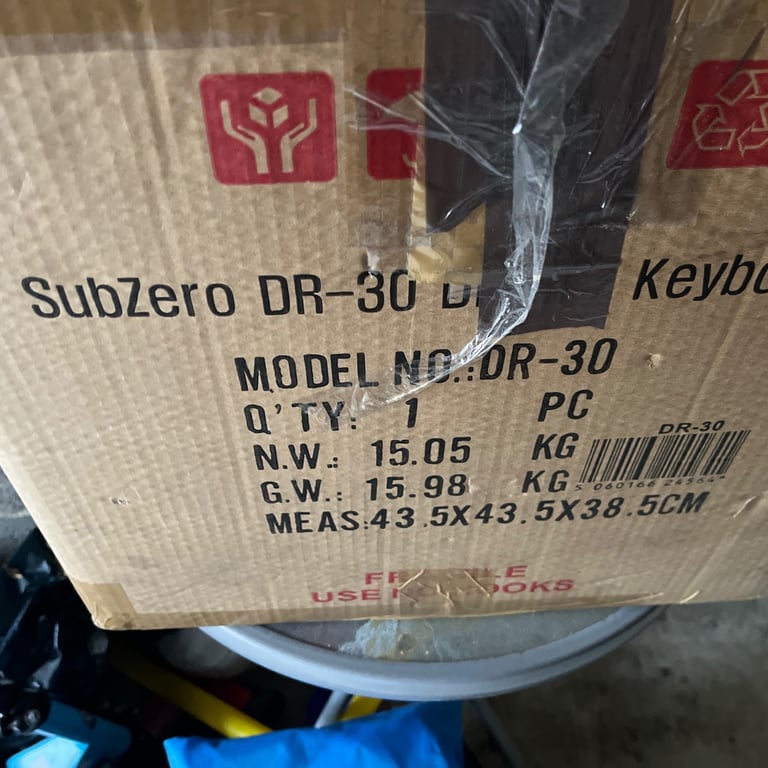 SubZero DR-30 Keybo
MODEL NO.:DR-30
Q'TY: 1 PC
N.W.: 15.05 KG
G.W.: 15.98 KG
DR-30
MEAS:43.5X43.5X38.5CM
USE